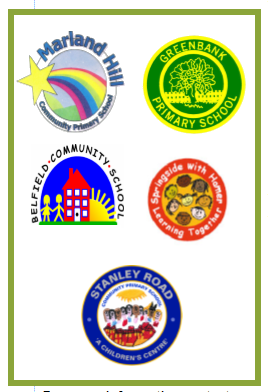 Marland Hill
Community Primary School
GREENBANK
PRIMARY SCHOOL
BELFIELD·COMMUNITY·SCHOOL
Springside with Hamer
Learning Together
STANLEY ROAD
COMMUNITY PRIMARY SCHOOL
'A CHILDREN'S CENTRE'